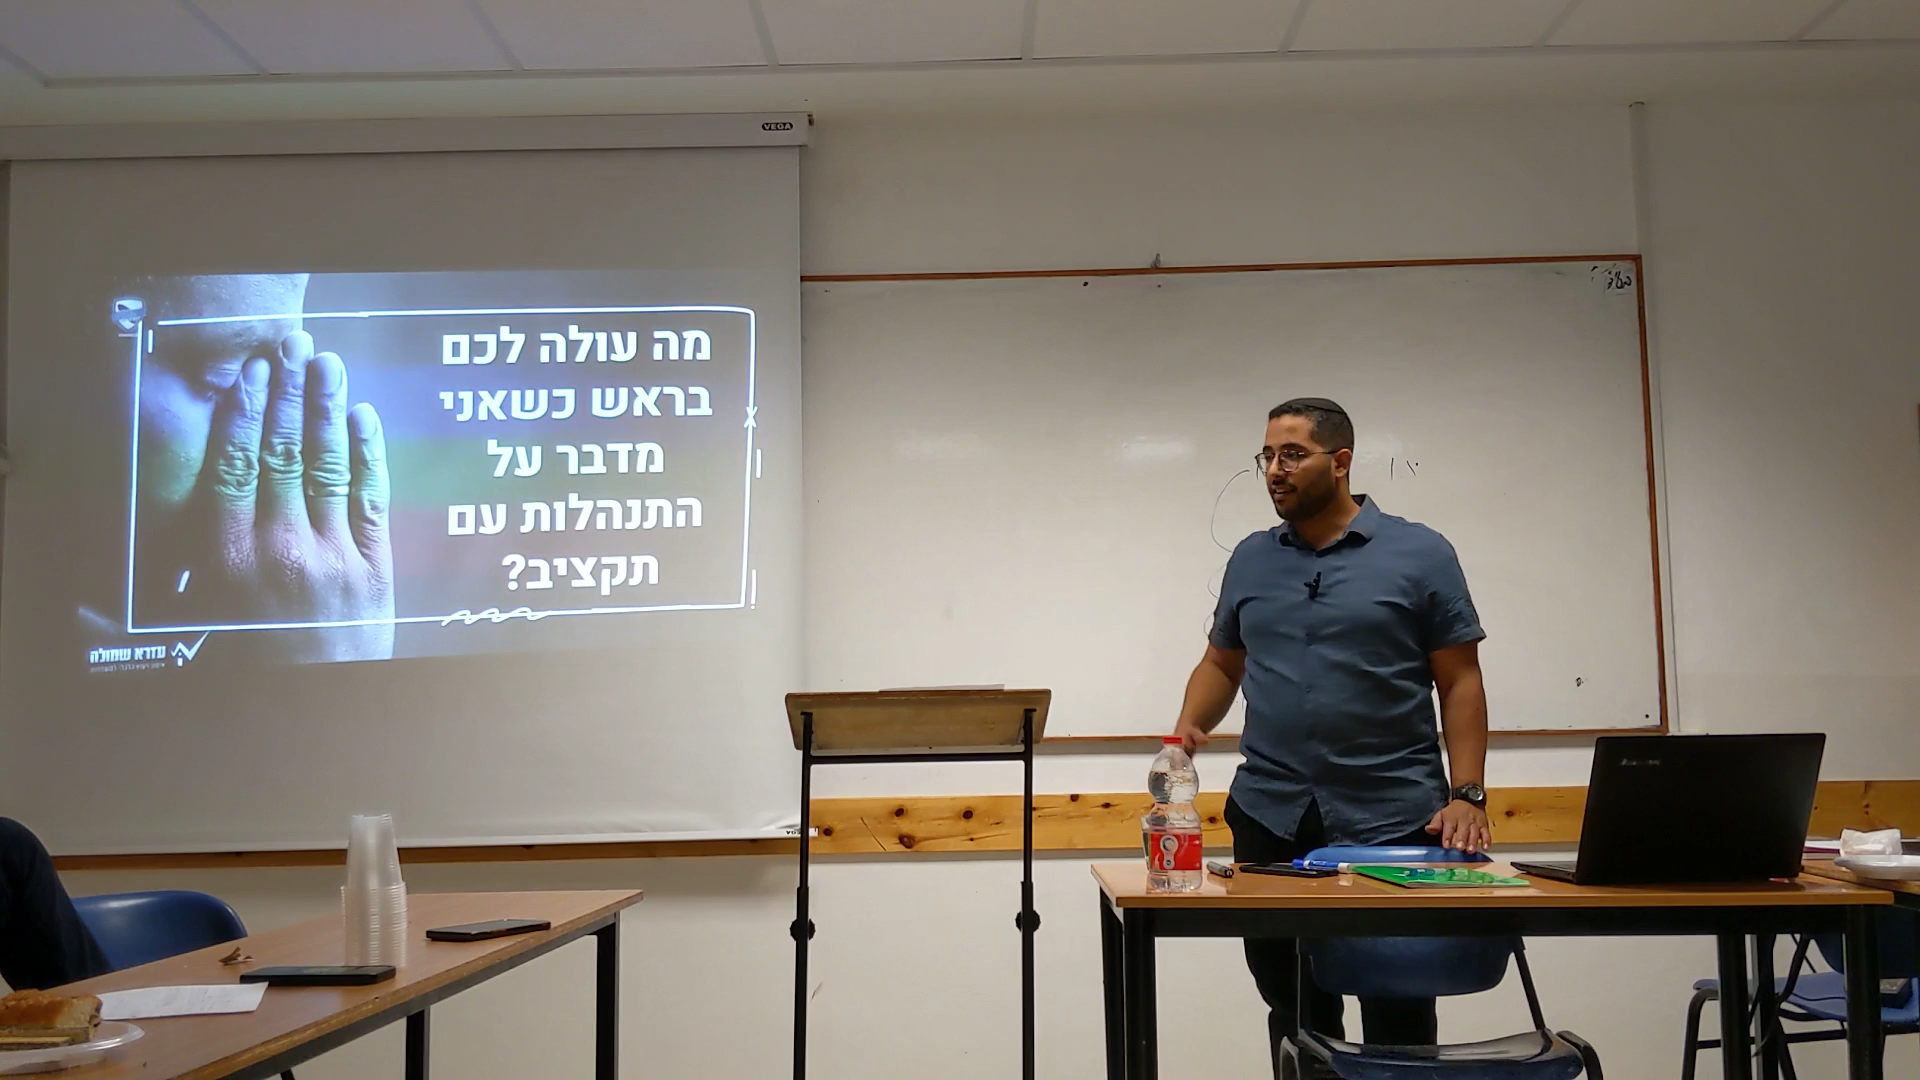 VEGA
מה עולה לכם
בראש כשאני
מדבר על
התנהלות עם
תקציב?
עזרא שמולה